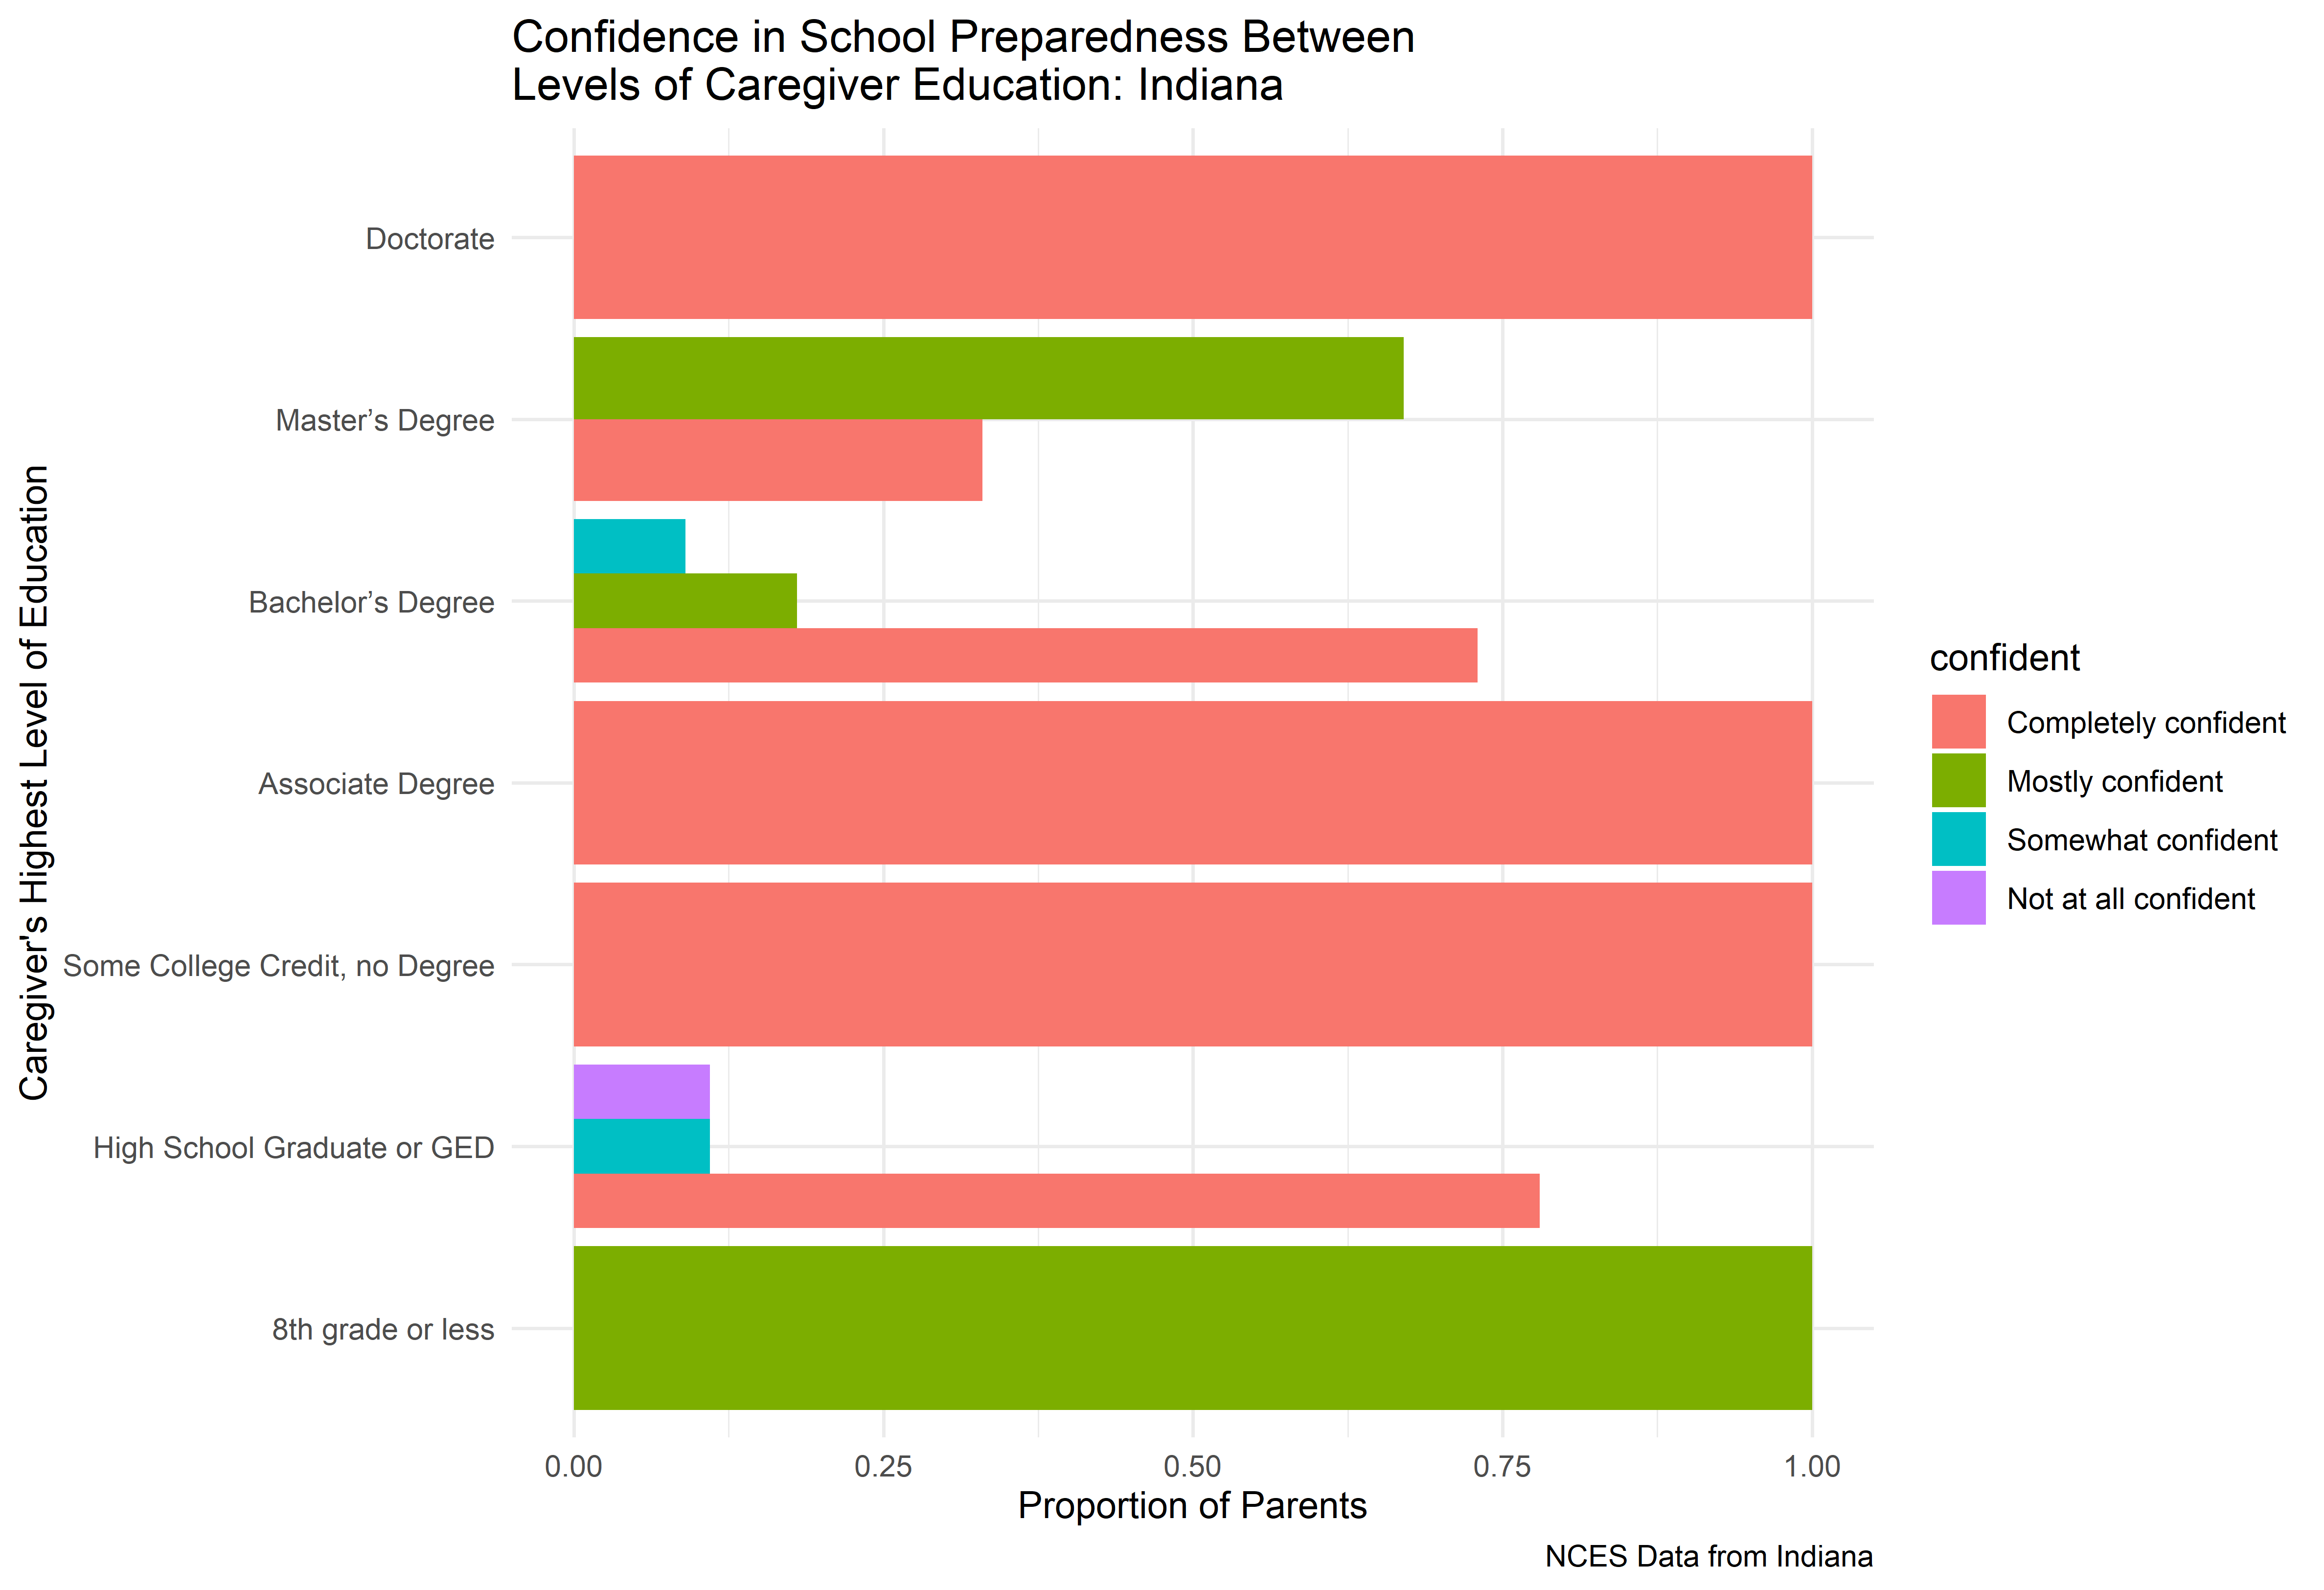 Confidence in School Preparedness Between
Levels of Caregiver Education: Indiana
Caregiver's Highest Level of Education
Doctorate
Master’s Degree
Bachelor’s Degree
Associate Degree
Some College Credit, no Degree
High School Graduate or GED
8th grade or less
0.00 0.25 0.50 0.75 1.00
Proportion of Parents
confident
Completely confident
Mostly confident
Somewhat confident
Not at all confident
NCES Data from Indiana